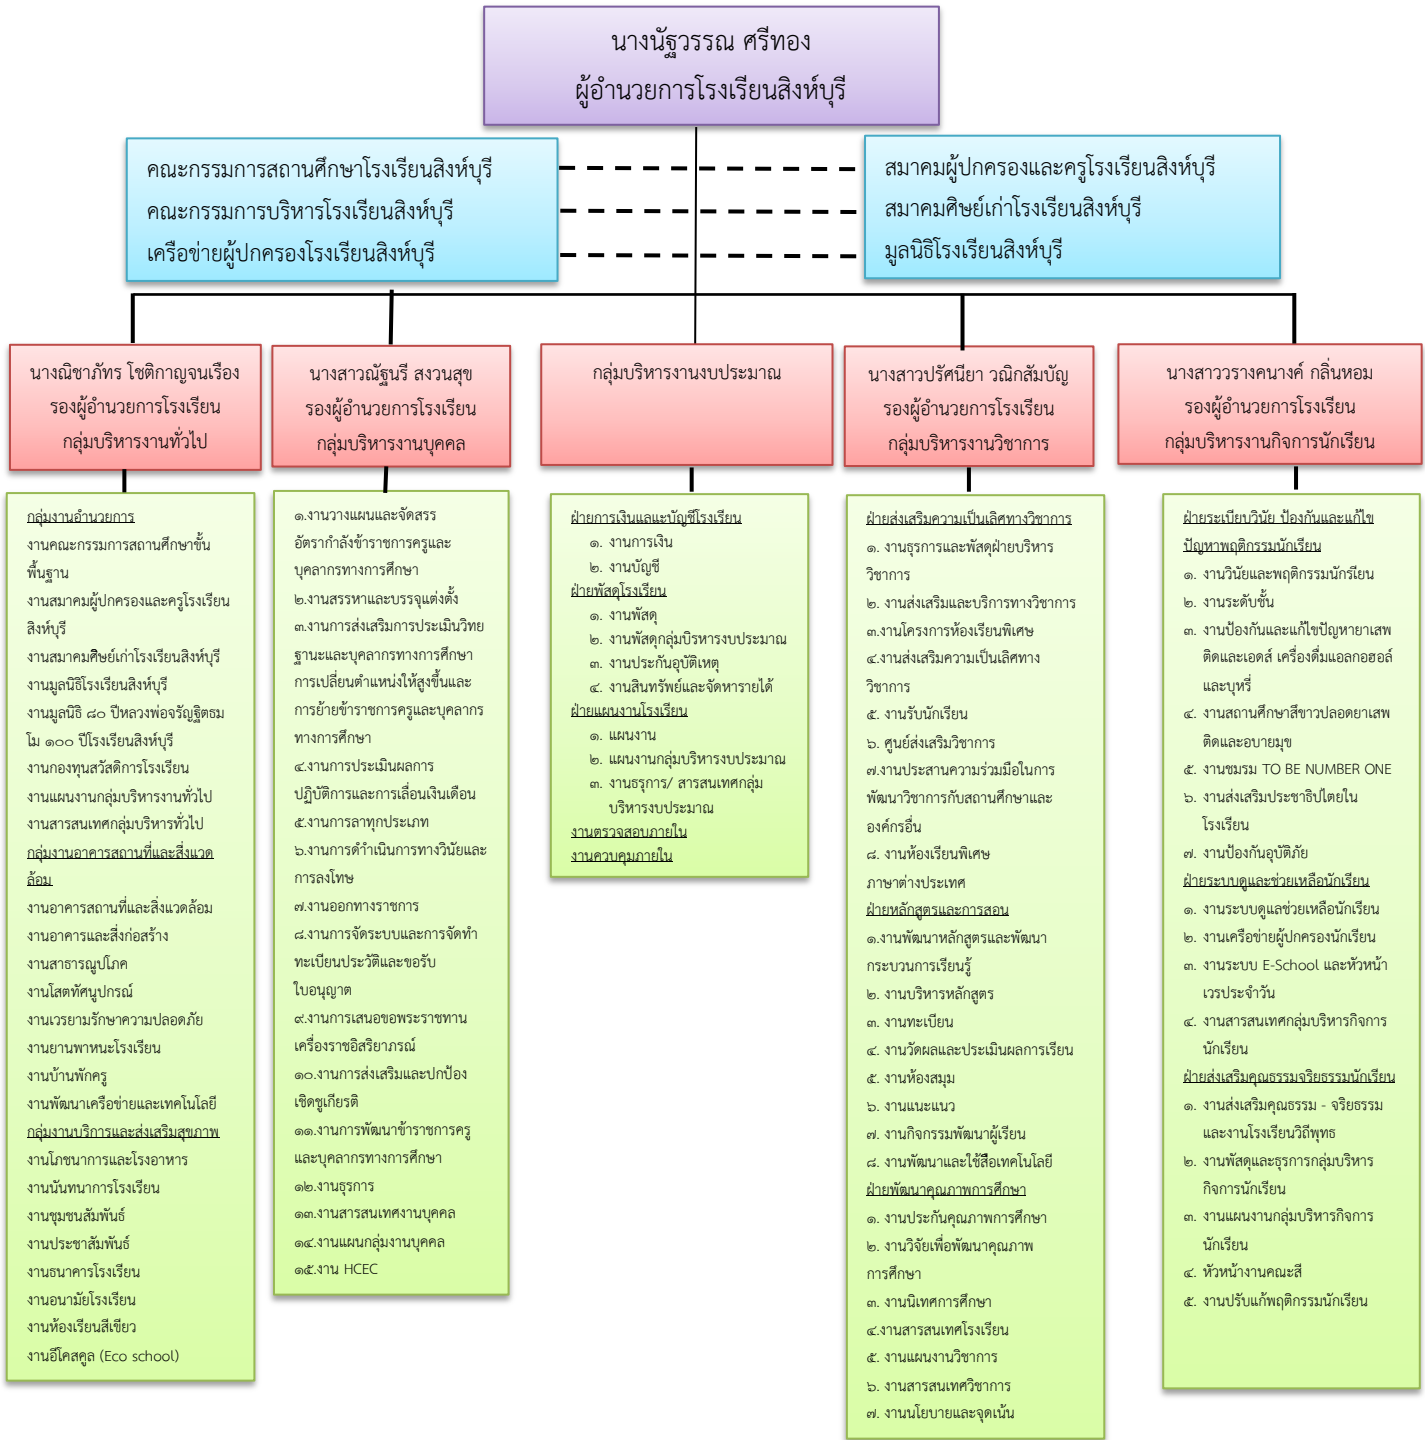 นางนัฐวรรณ ศรีทอง
ผู้อำนวยการโรงเรียนสิงห์บุรี
คณะกรรมการสถานศึกษาโรงเรียนสิงห์บุรี
คณะกรรมการบริหารโรงเรียนสิงห์บุรี
เครือข่ายผู้ปกครองโรงเรียนสิงห์บุรี
สมาคมผู้ปกครองและครูโรงเรียนสิงห์บุรี
สมาคมศิษย์เก่าโรงเรียนสิงห์บุรี
มูลนิธิโรงเรียนสิงห์บุรี
นางณิชาภัทร โชติกาญจนเรือง
รองผู้อำนวยการโรงเรียน
กลุ่มบริหารงานทั่วไป
นางสาวณัฐนรี สงวนสุข
รองผู้อำนวยการโรงเรียน
กลุ่มบริหารงานบุคคล
กลุ่มบริหารงานงบประมาณ
นางสาวปรัศนียา วณิกสัมบัญ
รองผู้อำนวยการโรงเรียน
กลุ่มบริหารงานวิชาการ
นางสาววรางคนางค์ กลิ่นหอม
รองผู้อำนวยการโรงเรียน
กลุ่มบริหารงานกิจการนักเรียน
กลุ่มงานอำนวยการ
งานคณะกรรมการสถานศึกษาขั้น
พื้นฐาน
งานสมาคมผู้ปกครองและครูโรงเรียน
สิงห์บุรี
งานสมาคมศิษย์เก่าโรงเรียนสิงห์บุรี
งานมูลนิธิโรงเรียนสิงห์บุรี
งานมูลนิธิ ๘๐ ปีหลวงพ่อจรัญฐิตธม
โม ๑๐๐ ปีโรงเรียนสิงห์บุรี
งานกองทุนสวัสดิการโรงเรียน
งานแผนงานกลุ่มบริหารงานทั่วไป
งานสารสนเทศกลุ่มบริหารทั่วไป
กลุ่มงานอาคารสถานที่และสิ่งแวด
ล้อม
งานอาคารสถานที่และสิ่งแวดล้อม
งานอาคารและสิ่งก่อสร้าง
งานสาธารณูปโภค
งานโสตทัศนูปกรณ์
งานเวรยามรักษาความปลอดภัย
งานยานพาหนะโรงเรียน
งานบ้านพักครู
งานพัฒนาเครือข่ายและเทคโนโลยี
กลุ่มงานบริการและส่งเสริมสุขภาพ
งานโภชนาการและโรงอาหาร
งานนันทนาการโรงเรียน
งานชุมชนสัมพันธ์
งานประชาสัมพันธ์
งานธนาคารโรงเรียน
งานอนามัยโรงเรียน
งานห้องเรียนสีเขียว
งานอีโคสคูล (Eco school)
๑.งานวางแผนและจัดสรร
อัตรากำลังข้าราชการครูและ
บุคลากรทางการศึกษา
๒.งานสรรหาและบรรจุแต่งตั้ง
๓.งานการส่งเสริมการประเมินวิทย
ฐานะและบุคลากรทางการศึกษา
การเปลี่ยนตำแหน่งให้สูงขึ้นและ
การย้ายข้าราชการครูและบุคลากร
ทางการศึกษา
๔.งานการประเมินผลการ
ปฏิบัติการและการเลื่อนเงินเดือน
๕.งานการลาทุกประเภท
๖.งานการดำเนินการทางวินัยและ
การลงโทษ
๗.งานออกทางราชการ
๘.งานการจัดระบบและการจัดทำ
ทะเบียนประวัติและขอรับ
ใบอนุญาต
๙.งานการเสนอขอพระราชทาน
เครื่องราชอิสริยาภรณ์
๑๐.งานการส่งเสริมและปกป้อง
เชิดชูเกียรติ
๑๑.งานการพัฒนาข้าราชการครู
และบุคลากรทางการศึกษา
๑๒.งานธุรการ
๑๓.งานสารสนเทศงานบุคคล
๑๔.งานแผนกลุ่มงานบุคคล
๑๕.งาน HCEC
ฝ่ายการเงินแลแะบัญชีโรงเรียน
๑. งานการเงิน
๒. งานบัญชี
ฝ่ายพัสดุโรงเรียน
๑. งานพัสดุ
๒. งานพัสดุกลุ่มบิรหารงบประมาณ
๓. งานประกันอุบัติเหตุ
๔. งานสินทรัพย์และจัดหารายได้
ฝ่ายแผนงานโรงเรียน
๑. แผนงาน
๒. แผนงานกลุ่มบริหารงบประมาณ
๓. งานธรุการ/ สารสนเทศกลุ่ม
บริหารงบประมาณ
งานตรวจสอบภายใน
งานควบคุมภายใน
ฝ่ายส่งเสริมความเป็นเลิศทางวิชาการ
๑. งานธุรการและพัสดุฝ่ายบริหาร
วิชาการ
๒. งานส่งเสริมและบริการทางวิชาการ
๓.งานโครงการห้องเรียนพิเศษ
๔.งานส่งเสริมความเป็นเลิศทาง
วิชาการ
๕. งานรับนักเรียน
๖. ศูนย์ส่งเสริมวิชาการ
๗.งานประสานความร่วมมือในการ
พัฒนาวิชาการกับสถานศึกษาและ
องค์กรอื่น
๘. งานห้องเรียนพิเศษ
ภาษาต่างประเทศ
ฝ่ายหลักสูตรและการสอน
๑.งานพัฒนาหลักสูตรและพัฒนา
กระบวนการเรียนรู้
๒. งานบริหารหลักสูตร
๓. งานทะเบียน
๔. งานวัดผลและประเมินผลการเรียน
๕. งานห้องสมุม
๖. งานแนะแนว
๗. งานกิจกรรมพัฒนาผู้เรียน
๘. งานพัฒนาและใช้สื่อเทคโนโลยี
ฝ่ายพัฒนาคุณภาพการศึกษา
๑. งานประกันคุณภาพการศึกษา
๒. งานวิจัยเพื่อพัฒนาคุณภาพ
การศึกษา
๓. งานนิเทศการศึกษา
๔.งานสารสนเทศโรงเรียน
๕. งานแผนงานวิชาการ
๖. งานสารสนเทศวิชาการ
๗. งานนโยบายและจุดเน้น
ฝ่ายระเบียบวินัย ป้องกันและแก้ไข
ปัญหาพฤติกรรมนักเรียน
๑. งานวินัยและพฤติกรรมนักรียน
๒. งานระดับชั้น
๓. งานป้องกันและแก้ไขปัญหายาเสพ
ติดและเอดส์ เครื่องดื่มแอลกอฮอล์
และบุหรี่
๔. งานสถานศึกษาสีขาวปลอดยาเสพ
ติดและอบายมุข
๕. งานชมรม TO BE NUMBER ONE
๖. งานส่งเสริมประชาธิปไตยใน
โรงเรียน
๗. งานป้องกันอุบัติภัย
ฝ่ายระบบดูและช่วยเหลือนักเรียน
๑. งานระบบดูแลช่วยเหลือนักเรียน
๒. งานเครือข่ายผู้ปกครองนักเรียน
๓. งานระบบ E-School และหัวหน้า
เวรประจำวัน
๔. งานสารสนเทศกลุ่มบริหารกิจการ
นักเรียน
ฝ่ายส่งเสริมคุณธรรมจริยธรรมนักเรียน
๑. งานส่งเสริมคุณธรรม - จริยธรรม
และงานโรงเรียนวิถีพุทธ
๒. งานพัสดุและธุรการกลุ่มบริหาร
กิจการนักเรียน
๓. งานแผนงานกลุ่มบริหารกิจการ
นักเรียน
๔. หัวหน้างานคณะสี
๕. งานปรับแก้พฤติกรรมนักเรียน